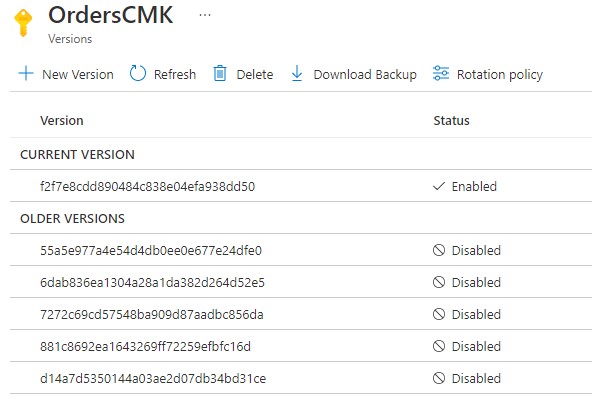 OrdersCMK ...
Versions
New Version Refresh Delete Download Backup Rotation policy
Version Status
CURRENT VERSION
f2f7e8cdd890484c838e04efa938dd50 Enabled
OLDER VERSIONS
55a5e977a4e54d4db0ee0e677e24dfe0 Disabled
6dab836ea1304a28a1da382d264d52e5 Disabled
7272c69cd57548ba909d87aadbc856da Disabled
881c8692ea1643269ff72259efbfc16d Disabled
d14a7d5350144a03ae2d07db34bd31ce Disabled